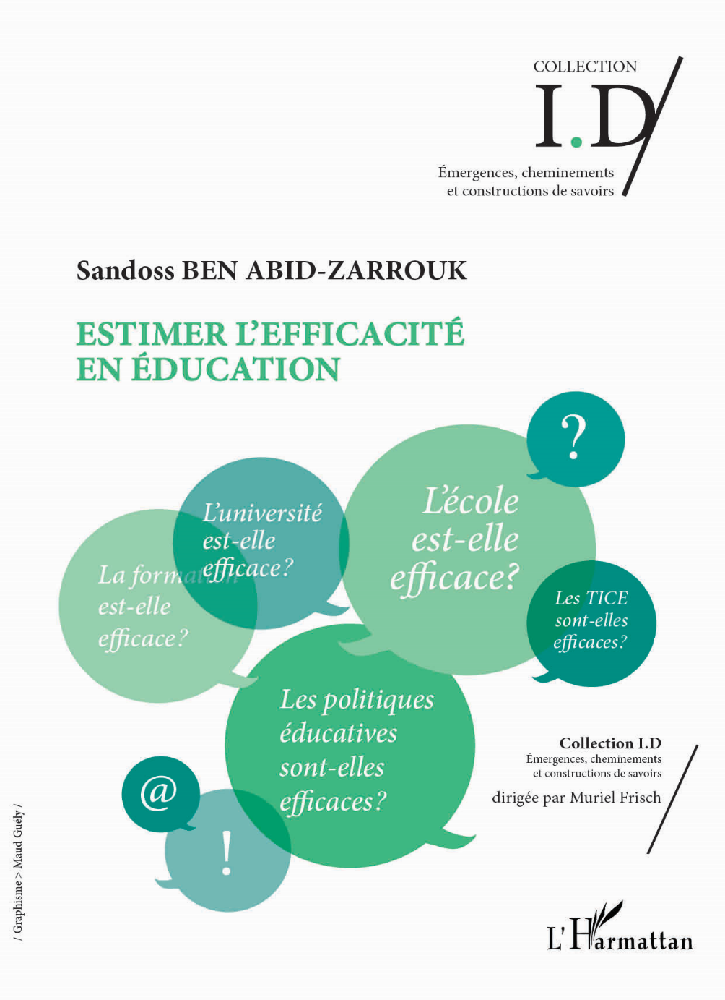 COLLECTION
I.D
Émergences, cheminements
et constructions de savoirs
Sandoss BEN ABID-ZARROUK
ESTIMER L’EFFICACITÉ
EN ÉDUCATION
?
L’école
est-elle
efficace?
L’université
est-elle
efficace?
La formation
est-elle
efficace?
Les TICE
sont-elles
efficaces?
Les politiques
éducatives
sont-elles
efficaces?
@
!
Collection I.D
Émergences, cheminements
et constructions de savoirs
dirigée par Muriel Frisch
/ Graphisme > Maud Guély /
L'Harmattan